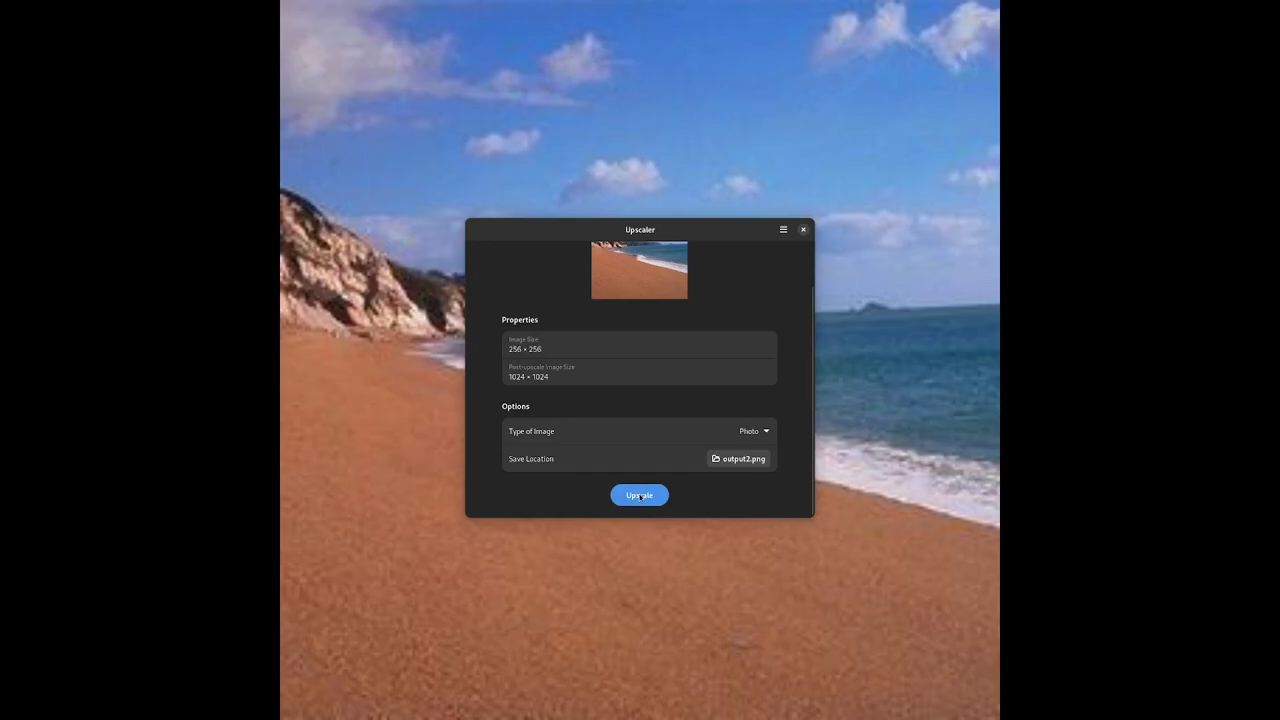 Upscaler
Properties
Image Size
256 × 256
Post-upscale Image Size
1024 × 1024
Options
Type of Image Photo
Save Location output2.png
Upscale